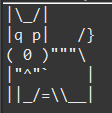 |\_/|
|q p|   /}
( 0 )"""\
|"^"`    |
||_/=\\__|